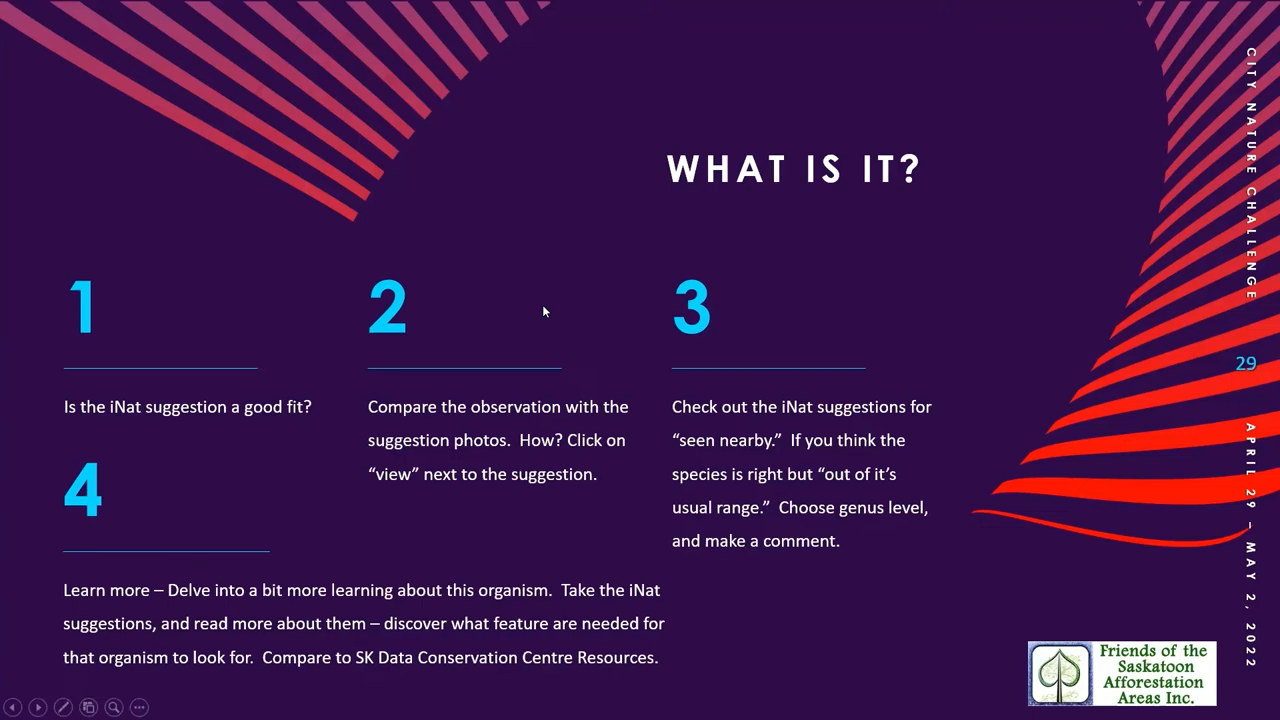 WHAT IS IT?
1
Is the iNat suggestion a good fit?
2
Compare the observation with the
suggestion photos.  How? Click on
“view” next to the suggestion.
3
Check out the iNat suggestions for
“seen nearby.”  If you think the
species is right but “out of it’s
usual range.”  Choose genus level,
and make a comment.
4
Learn more – Delve into a bit more learning about this organism.  Take the iNat
suggestions, and read more about them – discover what feature are needed for
that organism to look for.  Compare to SK Data Conservation Centre Resources.
CITY NATURE CHALLENGE
29
APRIL 29 – MAY 2, 2022
Friends of the
Saskatoon
Afforestation
Areas Inc.